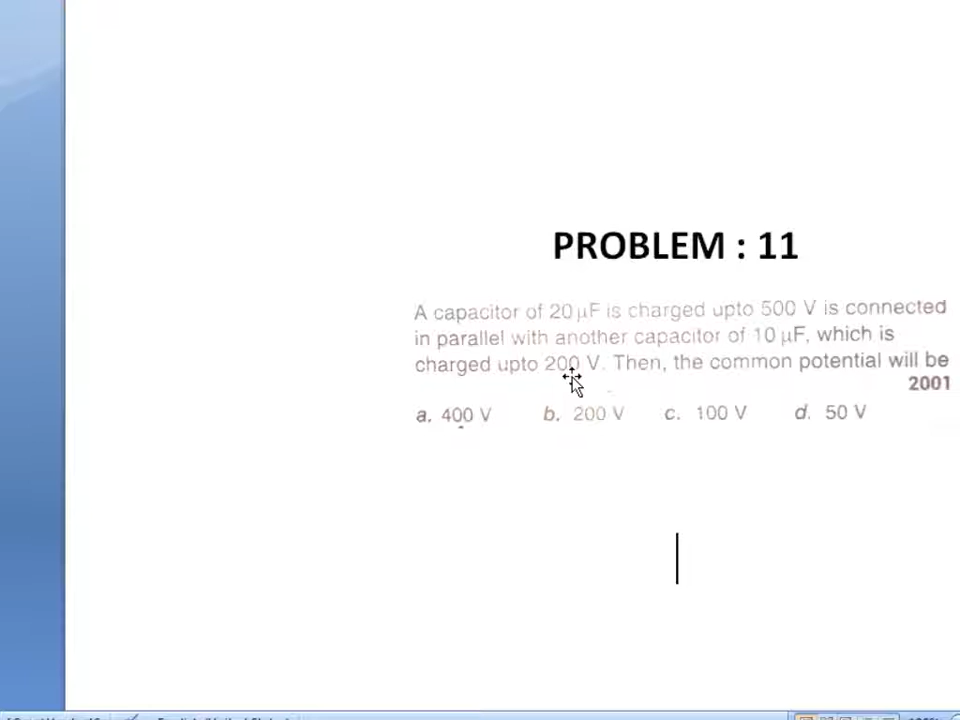 PROBLEM : 11
A capacitor of 20 μF is charged upto 500 V is connected
in parallel with another capacitor of 10 μF, which is
charged upto 200 V. Then, the common potential will be
2001
a. 400 V b. 200 V c. 100 V d. 50 V